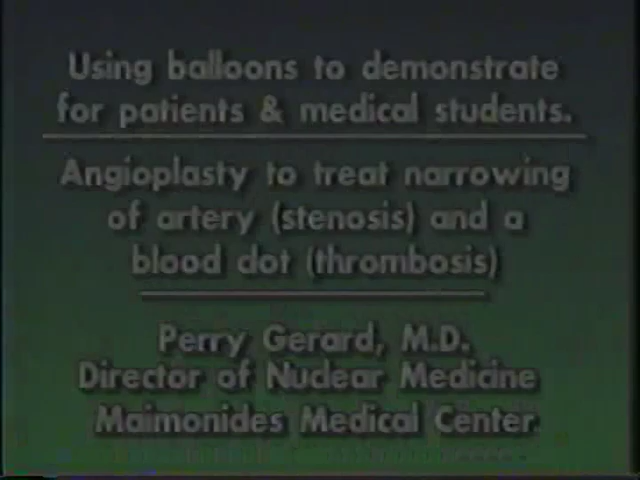 Using balloons to demonstrate
for patients & medical students.
Angioplasty to treat narrowing
of artery (stenosis) and a
blood clot (thrombosis)
Perry Gerard, M.D.
Director of Nuclear Medicine
Maimonides Medical Center